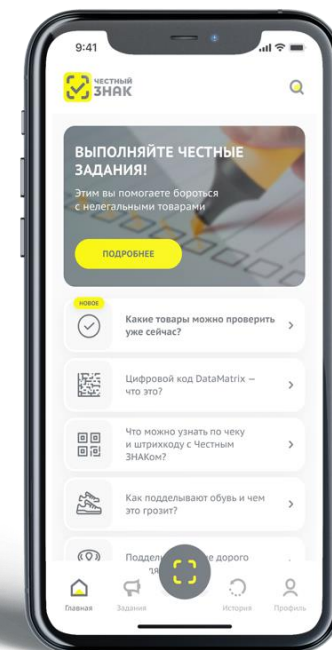 9:41
ЧЕСТНЫЙ
ЗНАК
ВЫПОЛНЯЙТЕ ЧЕСТНЫЕ
ЗАДАНИЯ!
Этим вы помогаете бороться
с нелегальными товарами
ПОДРОБНЕЕ
НОВОЕ
Какие товары можно проверить
уже сейчас?
Цифровой код DataMatrix —
что это?
Что можно узнать по чеку
и штрихкоду с Честным
ЗНАКом?
Как подделывают обувь и чем
это грозит?
дорого
Главная
Задания
История
Профиль